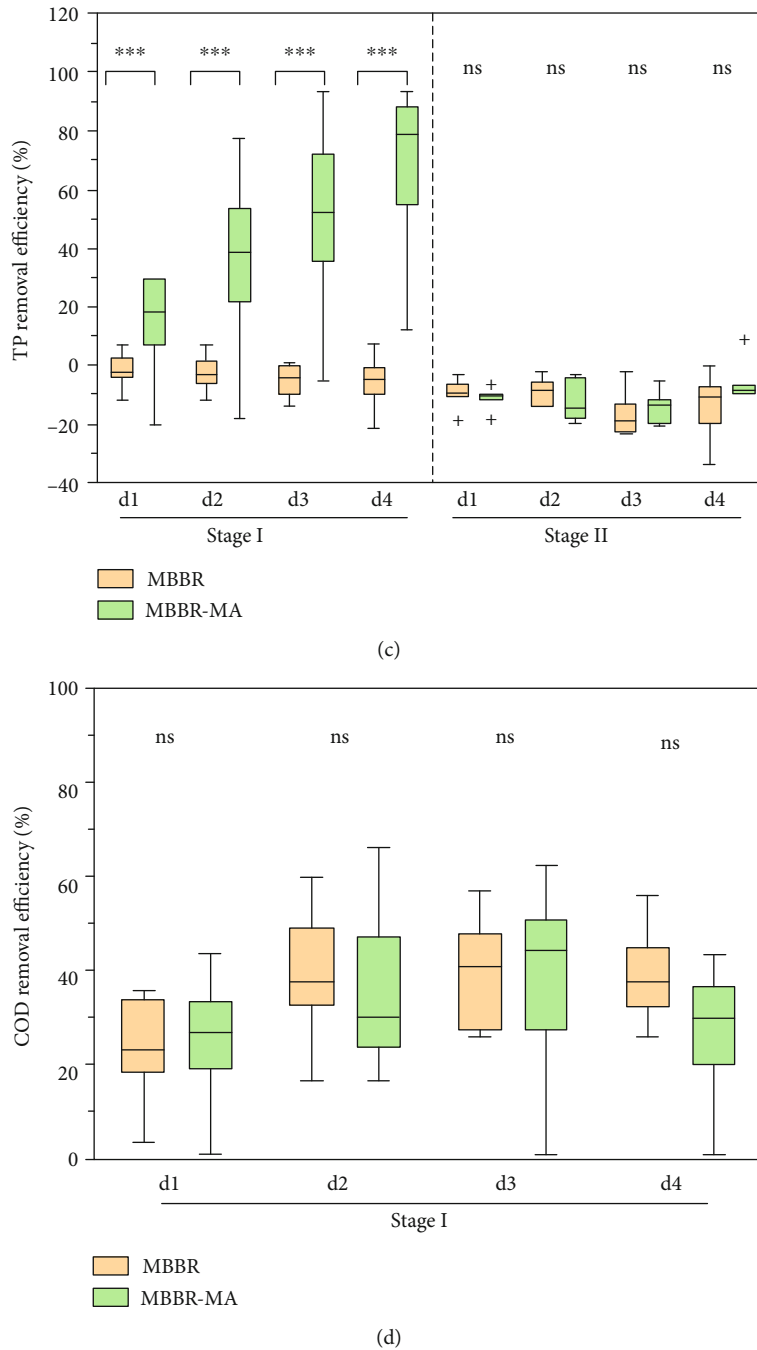 120
100
80
60
40
20
0
−20
−40
TP removal efficiency (%)
*** *** *** *** ns ns ns ns
d1 d2 d3 d4 d1 d2 d3 d4
Stage I Stage II
MBBR
MBBR-MA
(c)
100
80
60
40
20
0
COD removal efficiency (%)
ns ns ns ns
d1 d2 d3 d4
Stage I
MBBR
MBBR-MA
(d)